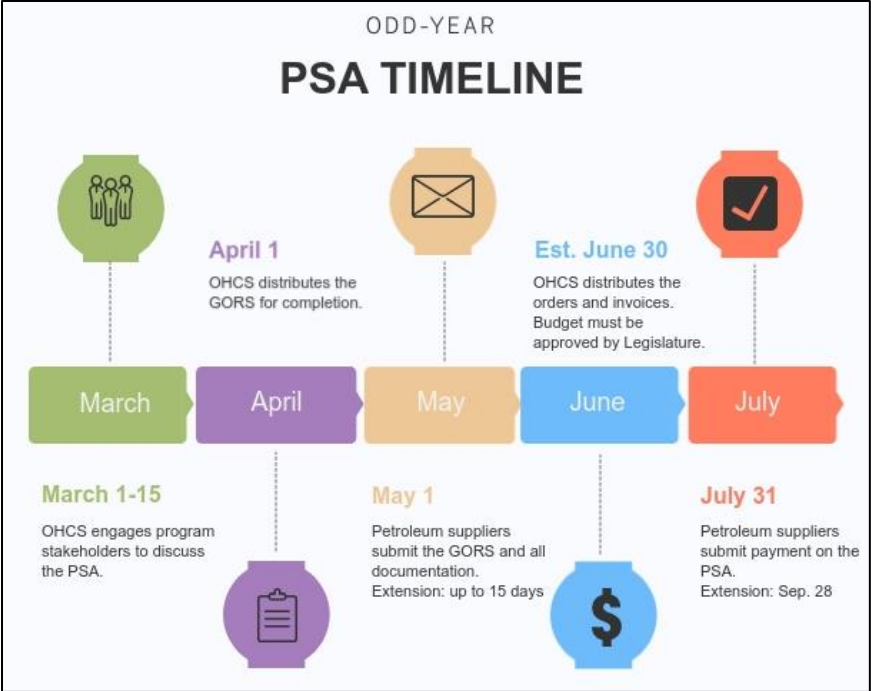 ODD-YEAR
PSA TIMELINE
April 1
OHCS distributes the
GORS for completion.
Est. June 30
OHCS distributes the
orders and invoices.
Budget must be
approved by Legislature.
March
April
May
June
July
March 1-15
OHCS engages program
stakeholders to discuss
the PSA.
May 1
Petroleum suppliers
submit the GORS and all
documentation.
Extension: up to 15 days
$
July 31
Petroleum suppliers
submit payment on the
PSA.
Extension: Sep. 28